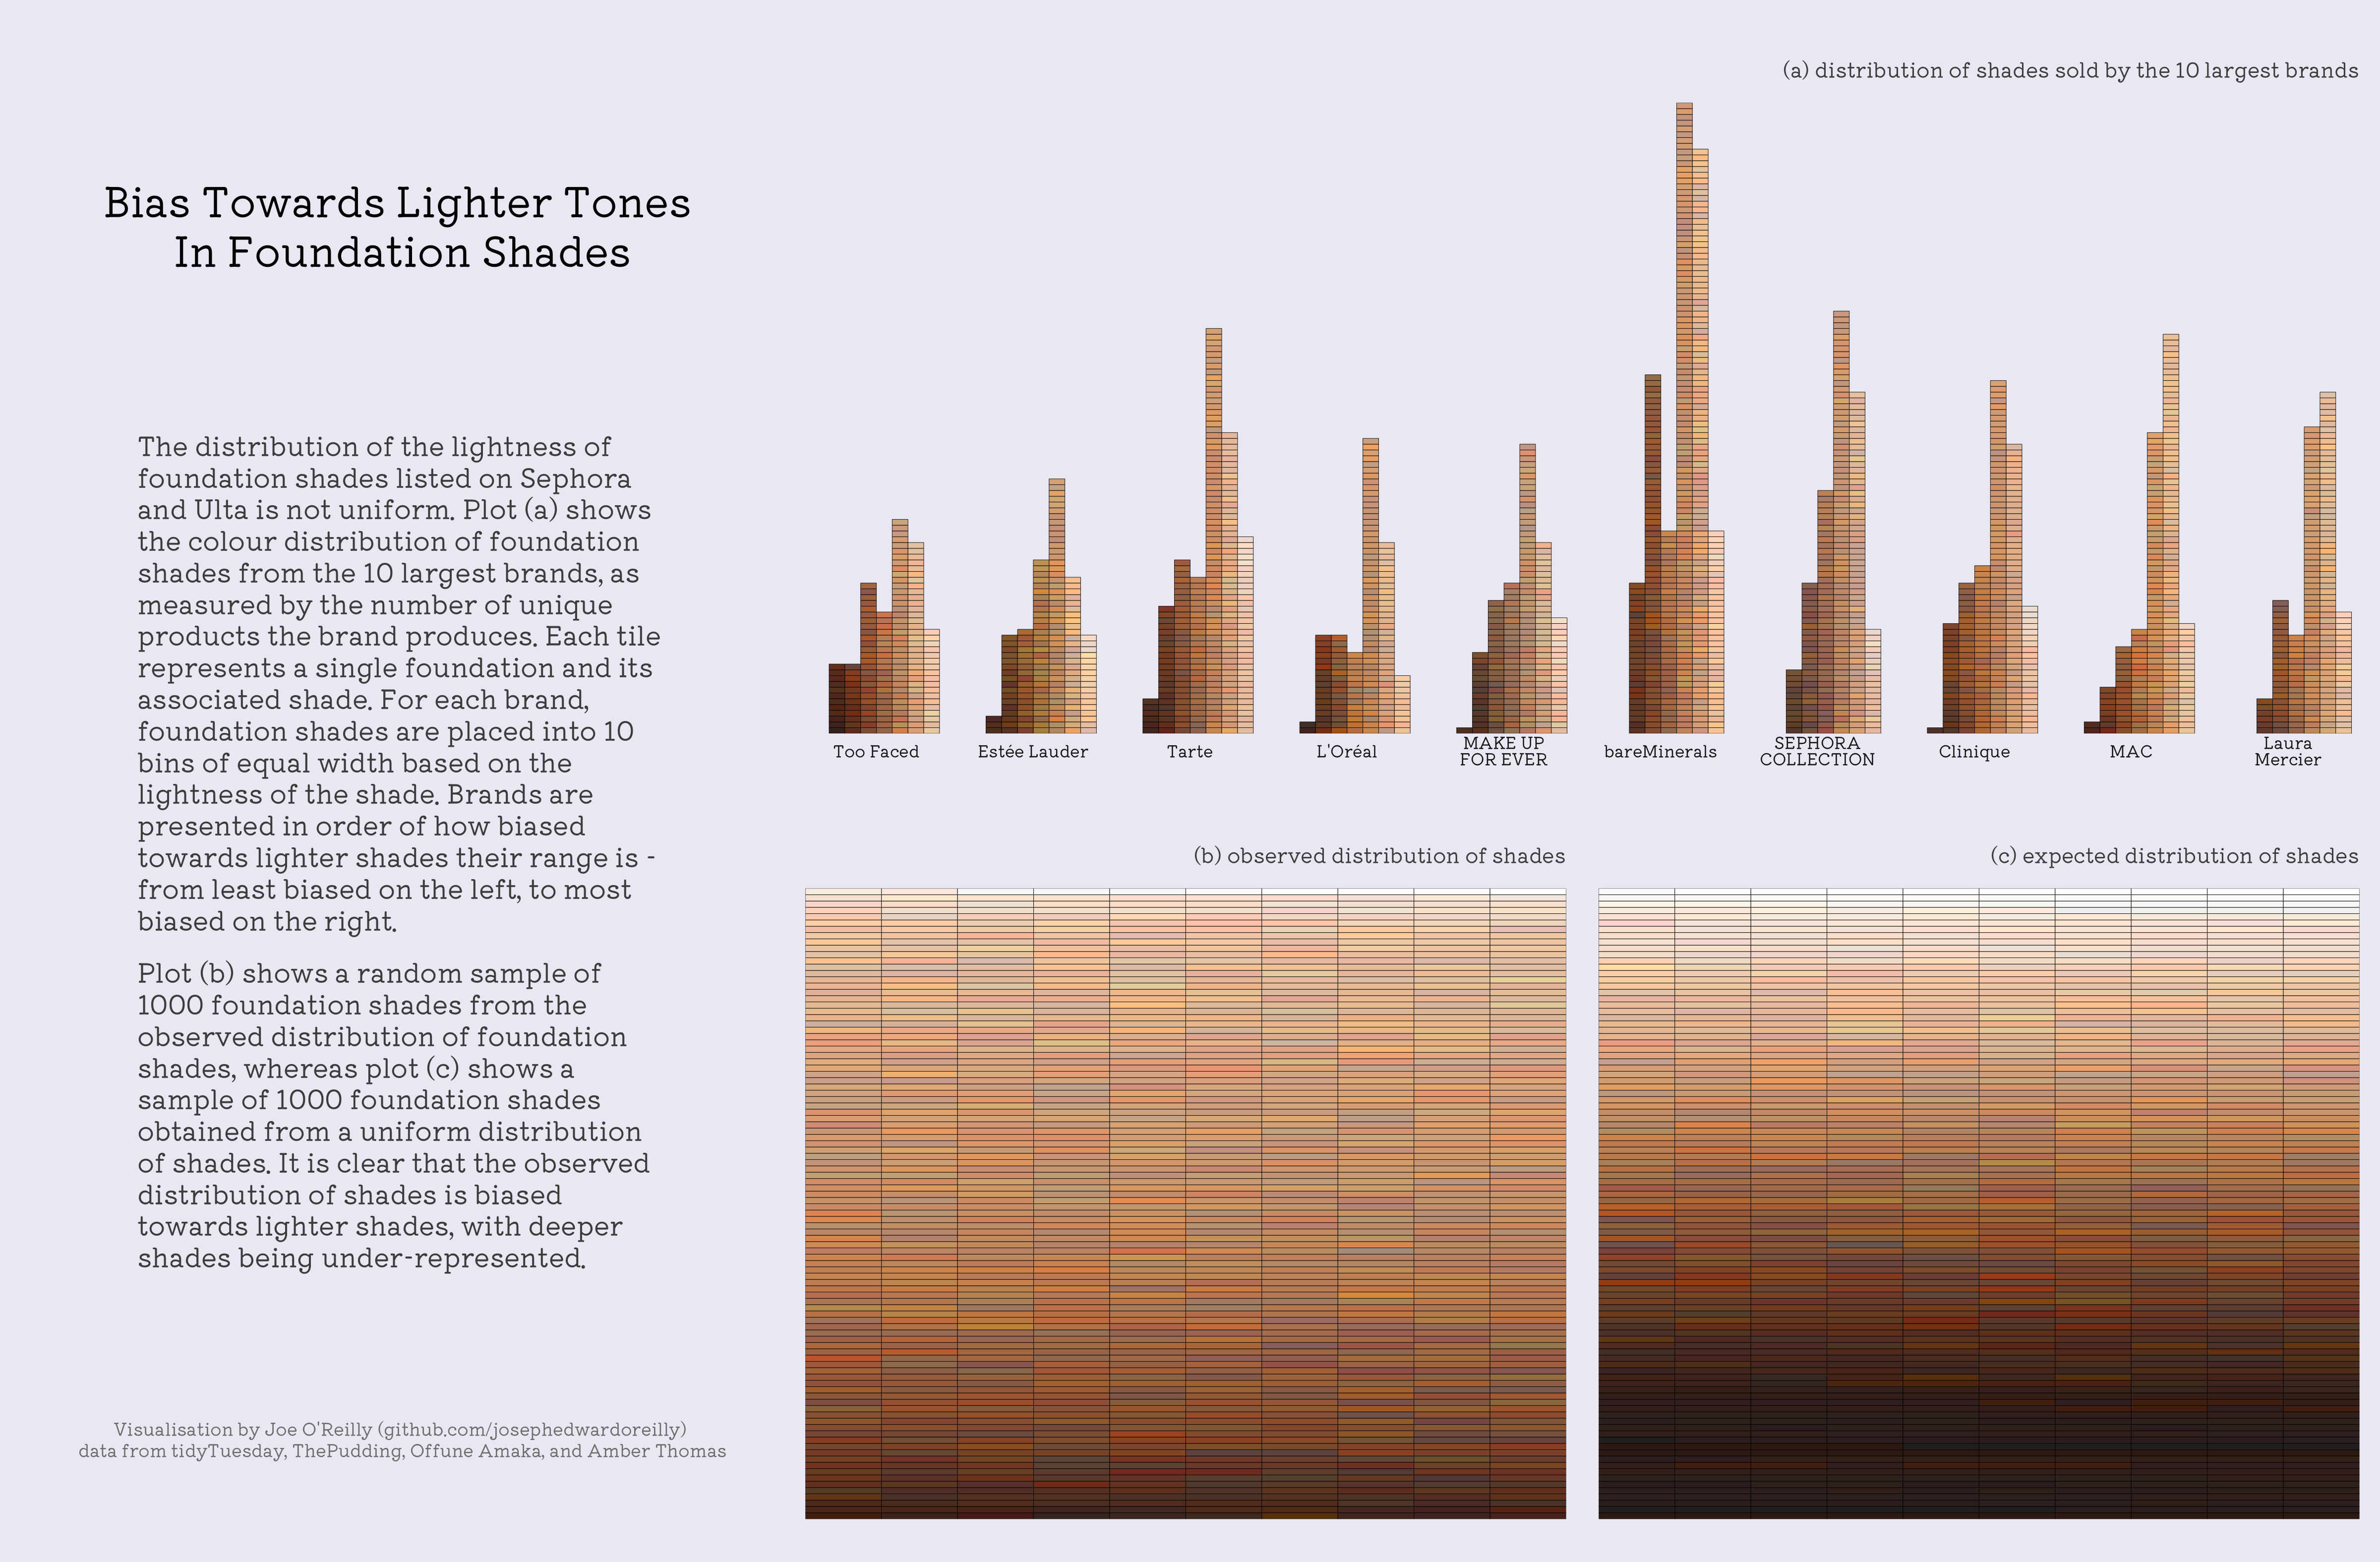 Bias Towards Lighter Tones
In Foundation Shades
The distribution of the lightness of
foundation shades listed on Sephora
and Ulta is not uniform. Plot (a) shows
the colour distribution of foundation
shades from the 10 largest brands, as
measured by the number of unique
products the brand produces. Each tile
represents a single foundation and its
associated shade. For each brand,
foundation shades are placed into 10
bins of equal width based on the
lightness of the shade. Brands are
presented in order of how biased
towards lighter shades their range is -
from least biased on the left, to most
biased on the right.
Plot (b) shows a random sample of
1000 foundation shades from the
observed distribution of foundation
shades, whereas plot (c) shows a
sample of 1000 foundation shades
obtained from a uniform distribution
of shades. It is clear that the observed
distribution of shades is biased
towards lighter shades, with deeper
shades being under-represented.
Visualisation by Joe O'Reilly (github.com/josephedwardoreilly)
data from tidyTuesday, ThePudding, Offune Amaka, and Amber Thomas
(a) distribution of shades sold by the 10 largest brands
Too Faced
Estée Lauder
Tarte
L'Oréal
MAKE UP
FOR EVER
bareMinerals
SEPHORA
COLLECTION
Clinique
MAC
Laura
Mercier
(b) observed distribution of shades
(c) expected distribution of shades